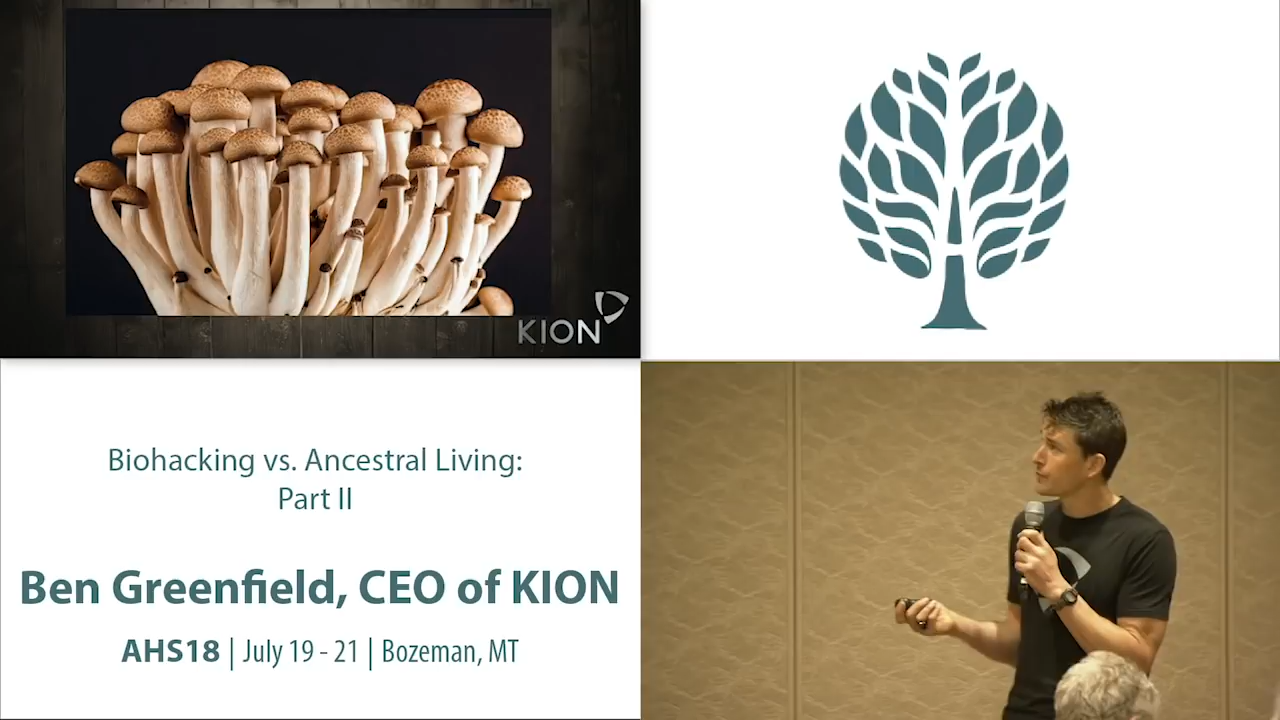 KION
Biohacking vs. Ancestral Living:
Part II
Ben Greenfield, CEO of KION
AHS18 | July 19 - 21 | Bozeman, MT